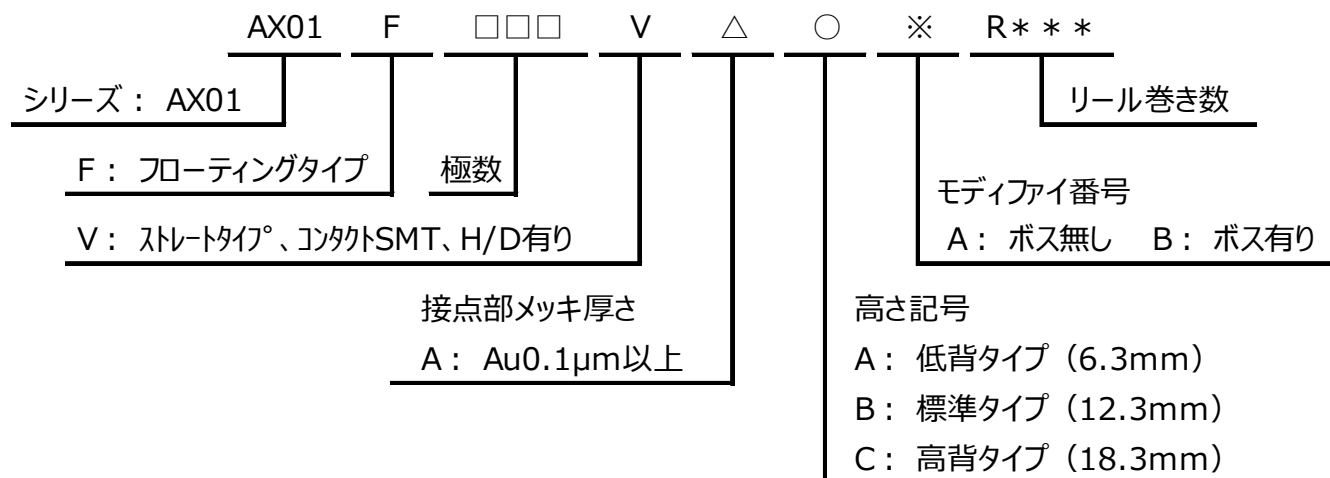 AX01 F □□□ V △ ○ ※ R＊＊＊
シリーズ： AX01
リール巻き数
F： フローティングタイプ
極数
モディファイ番号
V： ｽﾄﾚｰﾄﾀｲﾌﾟ、ｺﾝﾀｸﾄSMT、H/D有り
A： ボス無し B： ボス有り
接点部メッキ厚さ
A： Au0.1μm以上
高さ記号
A： 低背タイプ（6.3mm）
B： 標準タイプ（12.3mm）
C： 高背タイプ（18.3mm）